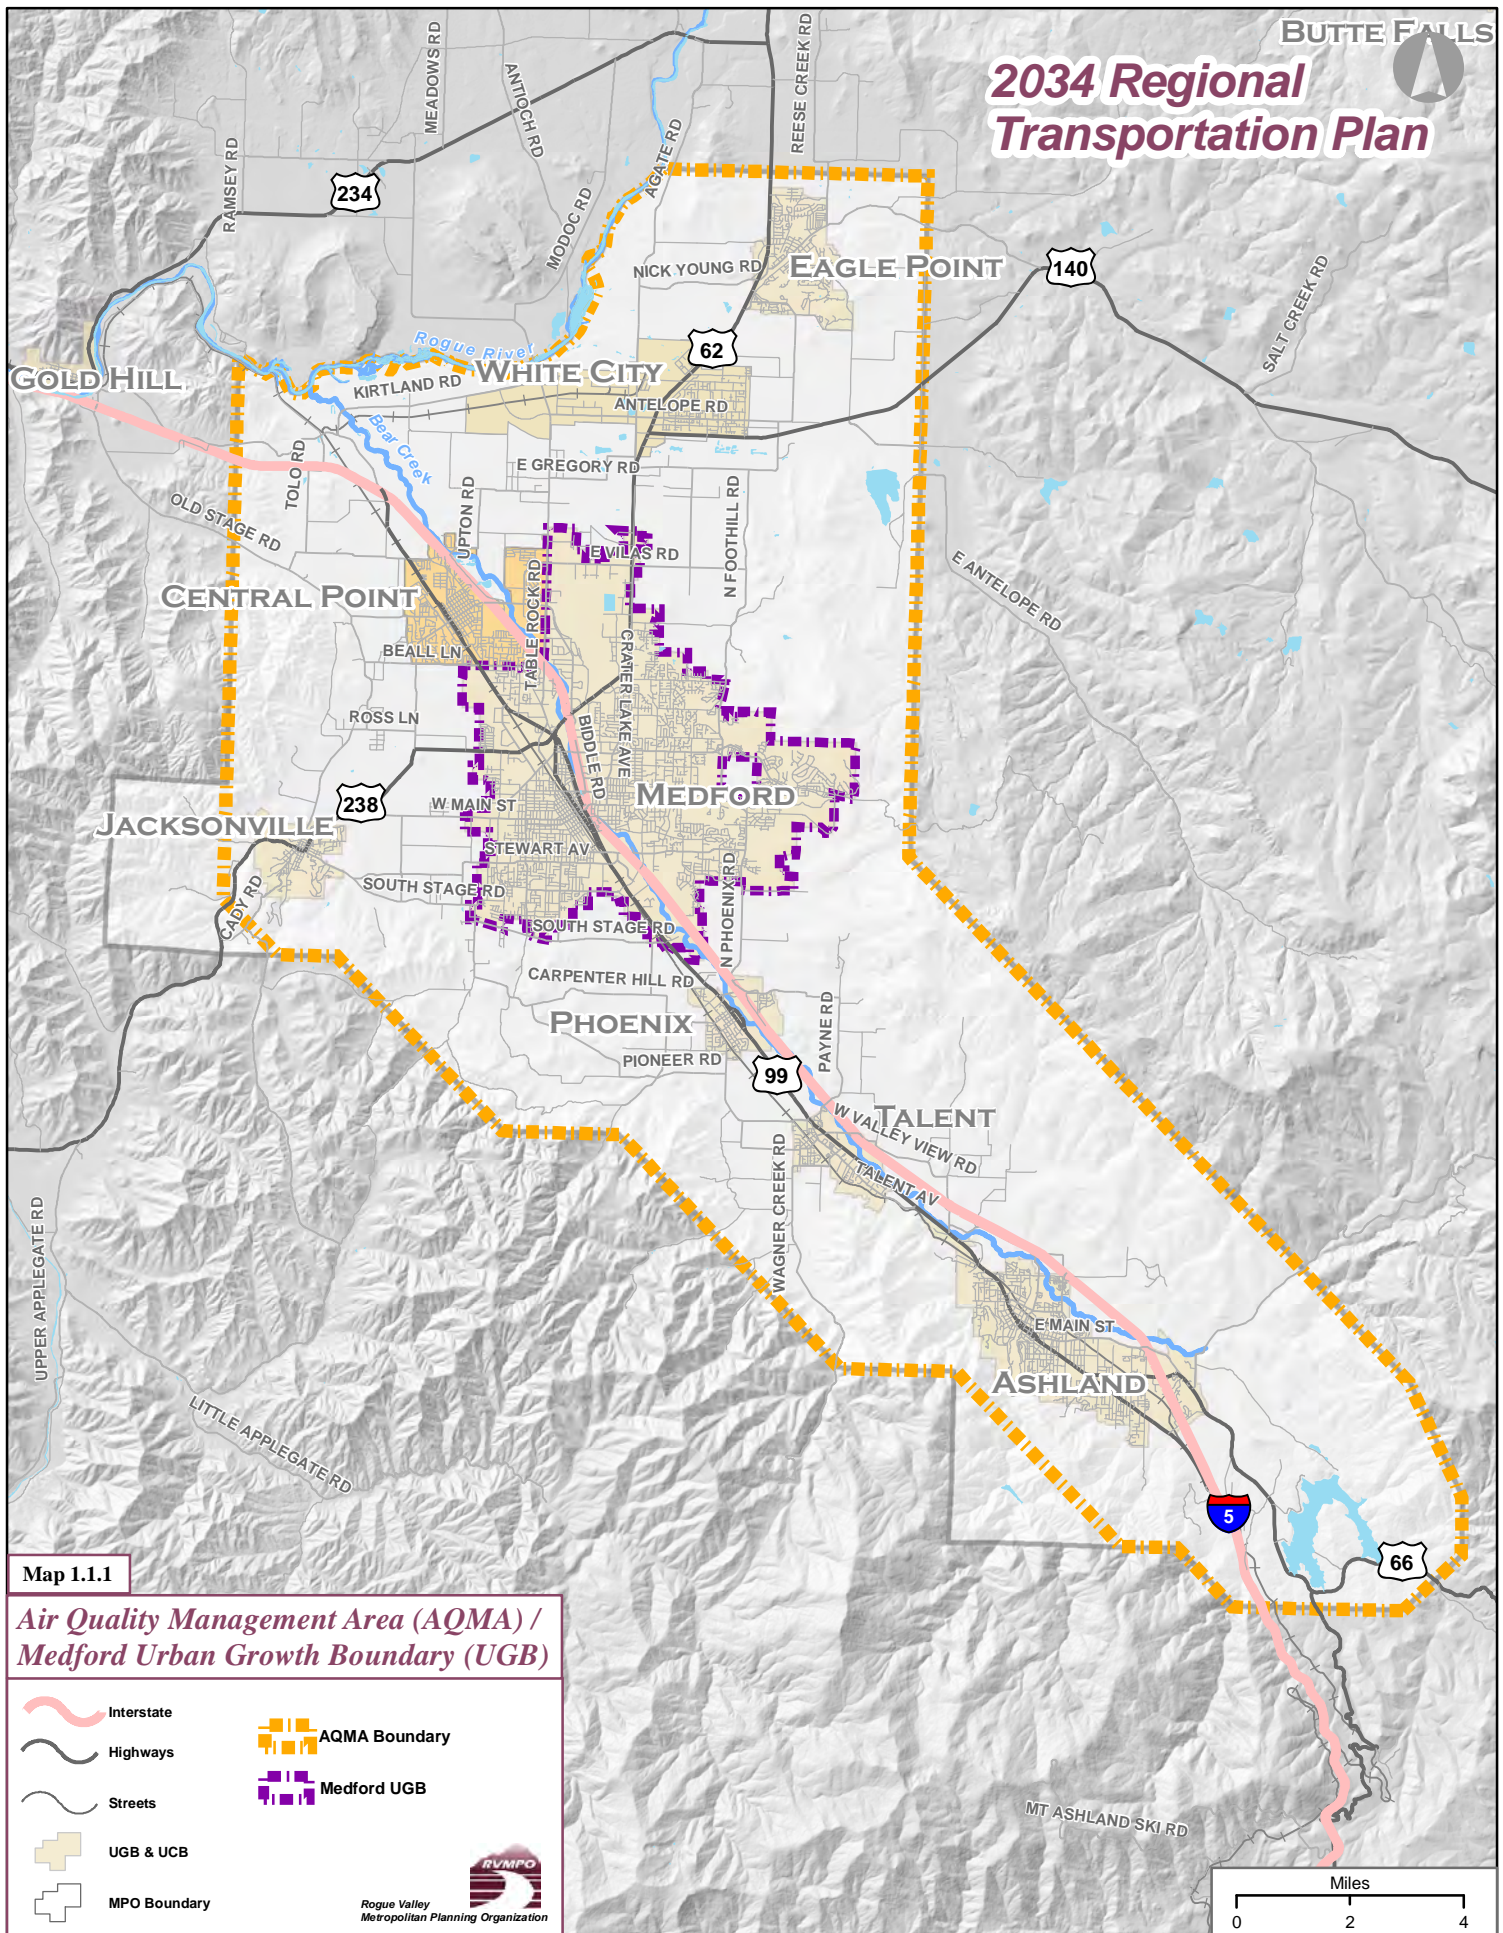 BUTTE FALLS
2034 Regional
Transportation Plan
MEADOWS RD
ANTIOCH RD
REESE CREEK RD
RAMSEY RD
AGATE RD
234
MODOC RD
NICK YOUNG RD
EAGLE POINT
140
SALT CREEK RD
Rogue River
62
GOLD HILL
WHITE CITY
KIRTLAND RD
ANTELOPE RD
Bear Creek
E GREGORY RD
TOLO RD
UPTON RD
N FOOTHILL RD
OLD STAGE RD
E VILAS RD
E ANTELOPE RD
CENTRAL POINT
TABLE ROCK RD
BEALL LN
CRATER LAKE AVE
ROSS LN
BIDDLE RD
238
W MAIN ST
MEDFORD
JACKSONVILLE
STEWART AV
CADY RD
SOUTH STAGE RD
N PHOENIX RD
SOUTH STAGE RD
CARPENTER HILL RD
PHOENIX
PAYNE RD
PIONEER RD
99
TALENT
W VALLEY VIEW RD
TALENT AV
WAGNER CREEK RD
UPPER APPLEGATE RD
E MAIN ST
ASHLAND
LITTLE APPLEGATE RD
5
66
Map 1.1.1
Air Quality Management Area (AQMA) /
Medford Urban Growth Boundary (UGB)
Interstate
Highways
Streets
UGB & UCB
MPO Boundary
AQMA Boundary
Medford UGB
RVMPO
Rogue Valley
Metropolitan Planning Organization
MT ASHLAND SKI RD
Miles
0 2 4